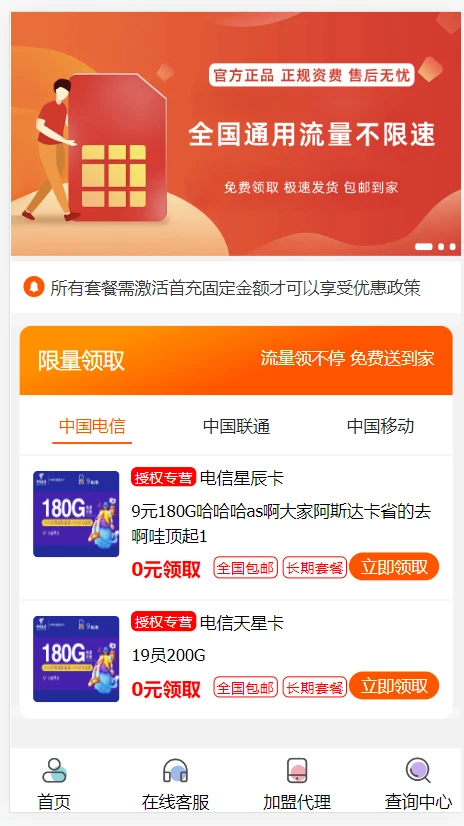 官方正品 正规资费 售后无忧
全国通用流量不限速
免费领取 极速发货 包邮到家
所有套餐需激活首充固定金额才可以享受优惠政策
限量领取
流量领不停 免费送到家
中国电信
中国联通
中国移动
授权专营 电信星辰卡
180G
9元180G哈哈哈as啊大家阿斯达卡省的去
啊哇顶起1
0元领取 全国包邮 长期套餐 立即领取
授权专营 电信天星卡
180G
19员200G
0元领取 全国包邮 长期套餐 立即领取
首页
在线客服
加盟代理
查询中心